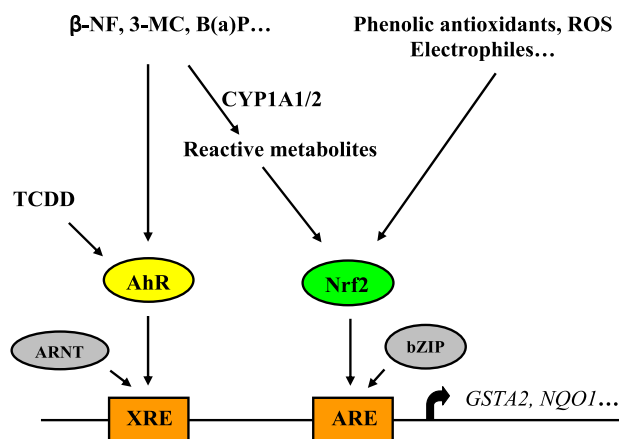 β-NF, 3-MC, B(a)P…
Phenolic antioxidants, ROS
Electrophiles…
CYP1A1/2
Reactive metabolites
TCDD
AhR
Nrf2
ARNT
bZIP
XRE
ARE
GSTA2, NQO1…